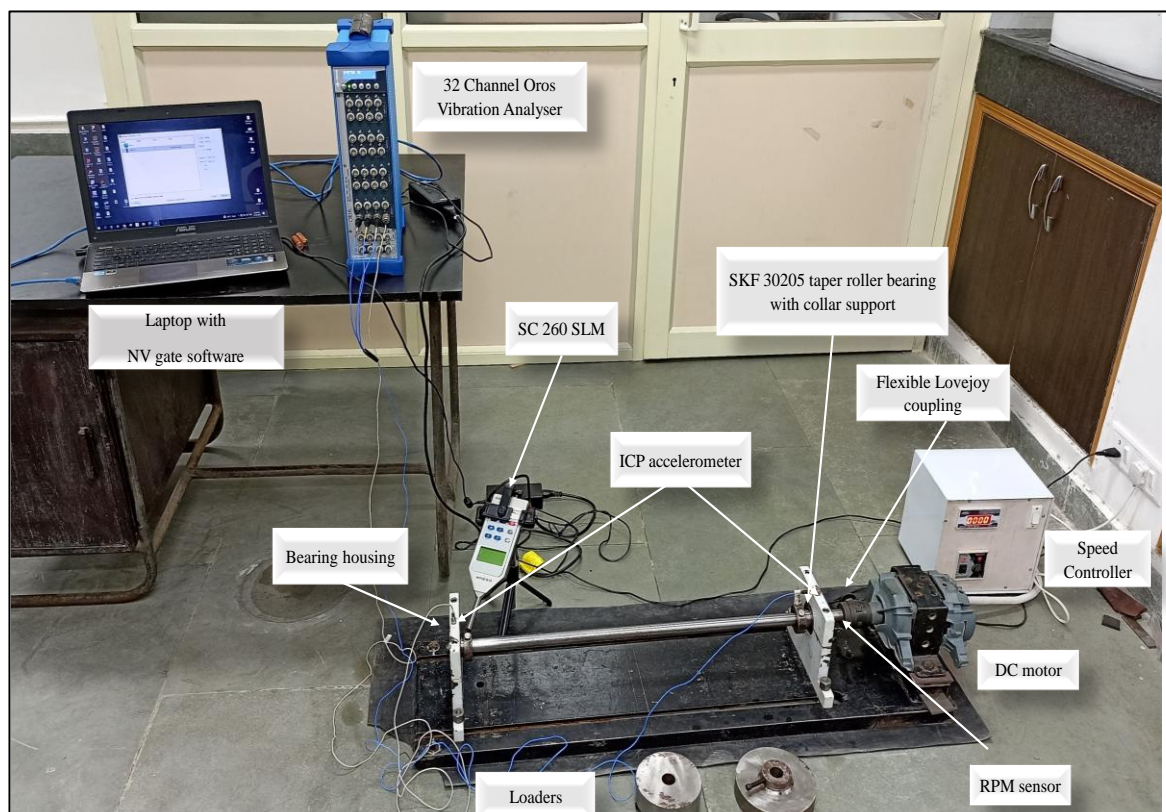 32 Channel Oros
Vibration Analyser
SKF 30205 taper roller bearing
with collar support
Laptop with
NV gate software
SC 260 SLM
Flexible Lovejoy
coupling
ICP accelerometer
ASUS
0000
Bearing housing
Speed
Controller
DC motor
RPM sensor
Loaders